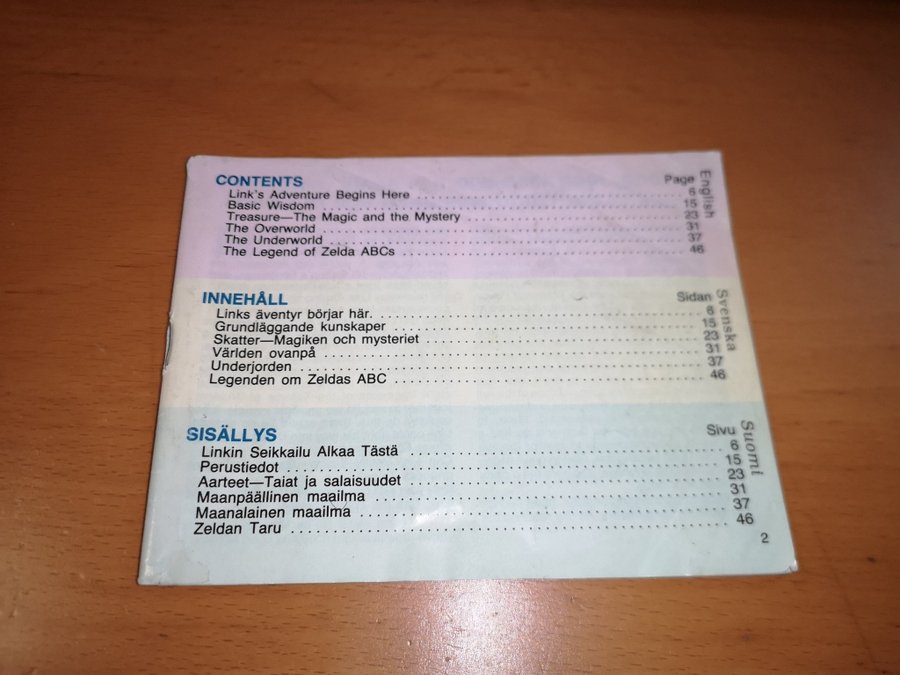 English
CONTENTS Page
Link's Adventure Begins Here 6
Basic Wisdom 15
Treasure—The Magic and the Mystery 23
The Overworld 31
The Underworld 37
The Legend of Zelda ABCs 46
Svenska
INNEHÅLL Sidan
Links äventyr börjar här. 6
Grundläggande kunskaper 15
Skatter—Magiken och mysteriet 23
Världen ovanpå 31
Underjorden 37
Legenden om Zeldas ABC 46
Suomi
SISÄLLYS Sivu
Linkin Seikkailu Alkaa Tästä 6
Perustiedot 15
Aarteet—Taiat ja salaisuudet 23
Maanpäällinen maailma 31
Maanalainen maailma 37
Zeldan Taru 46
2